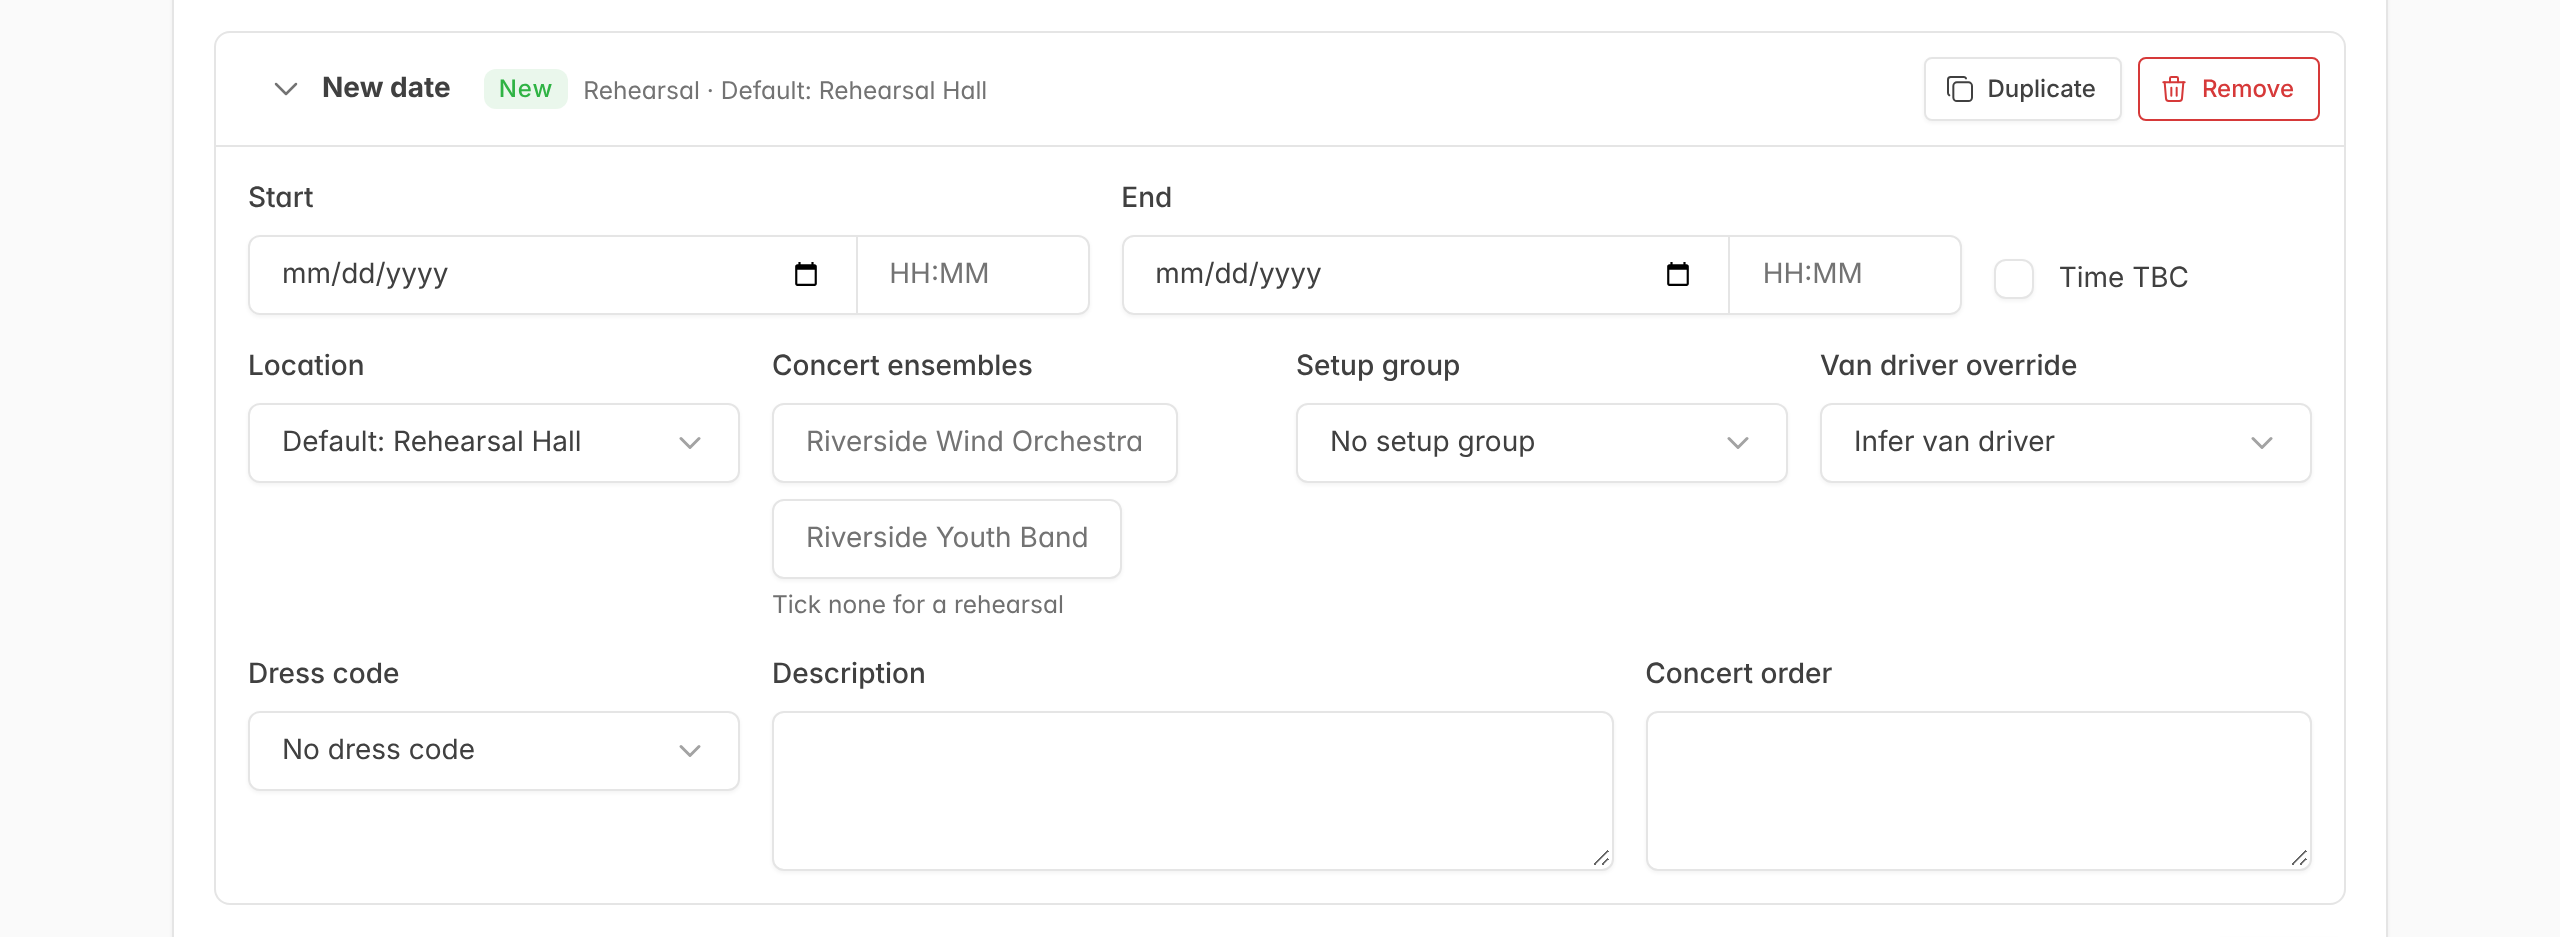 New date New Rehearsal · Default: Rehearsal Hall Duplicate Remove
Start End
mm/dd/yyyy HH:MM mm/dd/yyyy HH:MM Time TBC
Location Concert ensembles Setup group Van driver override
Default: Rehearsal Hall Riverside Wind Orchestra No setup group Infer van driver
Riverside Youth Band
Tick none for a rehearsal
Dress code Description Concert order
No dress code